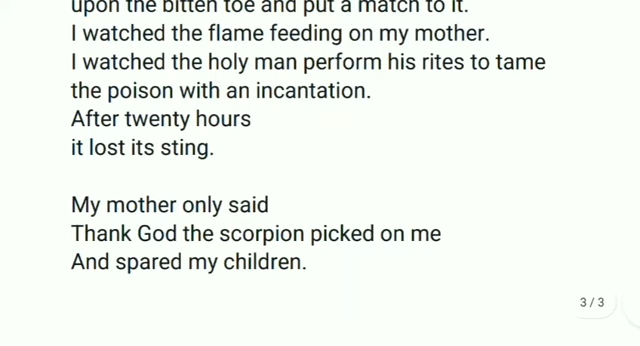 upon the bitten toe and put a match to it.
I watched the flame feeding on my mother.
I watched the holy man perform his rites to tame
the poison with an incantation.
After twenty hours
it lost its sting.
My mother only said
Thank God the scorpion picked on me
And spared my children.
3 / 3